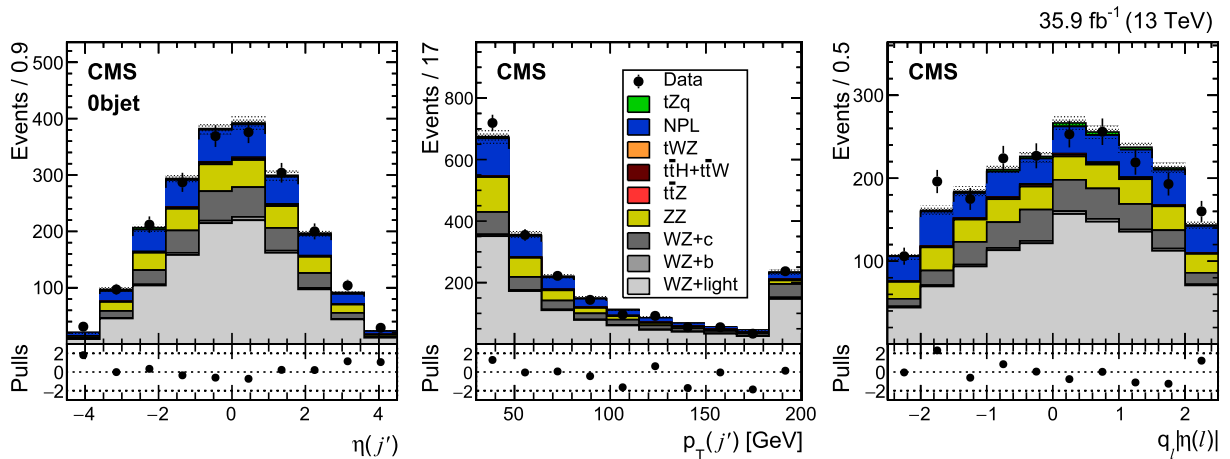 35.9 fb⁻¹ (13 TeV)
Events / 0.9
500
400
300
200
100
CMS
0bjet
Pulls
2
0
−2
−4 −2 0 2 4
η(j′)
Events / 17
800
600
400
200
CMS
Data
tZq
NPL
tWZ
tt̄H+tt̄W
tt̄Z
ZZ
WZ+c
WZ+b
WZ+light
Pulls
2
0
−2
50 100 150 200
p_T(j′) [GeV]
Events / 0.5
300
200
100
CMS
Pulls
2
0
−2
−2 −1 0 1 2
q_l|η(l)|